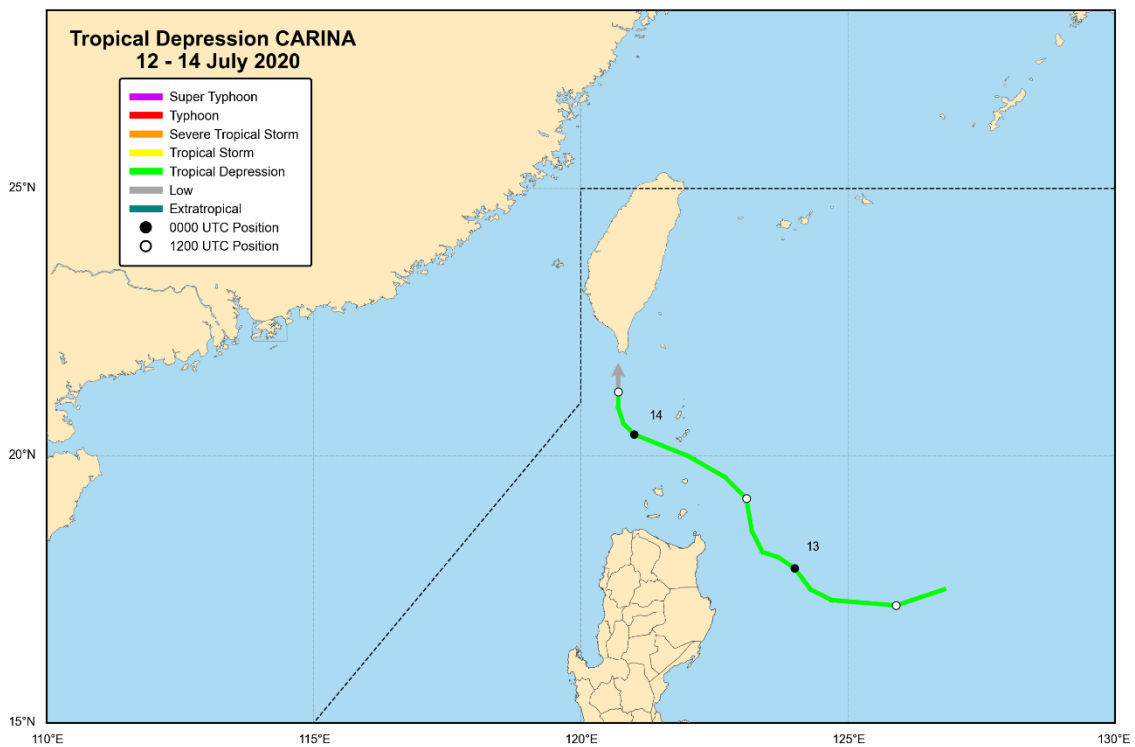 Tropical Depression CARINA
12 - 14 July 2020
Super Typhoon
Typhoon
Severe Tropical Storm
Tropical Storm
Tropical Depression
Low
Extratropical
0000 UTC Position
1200 UTC Position
25°N
14
20°N
13
15°N
110°E
115°E
120°E
125°E
130°E